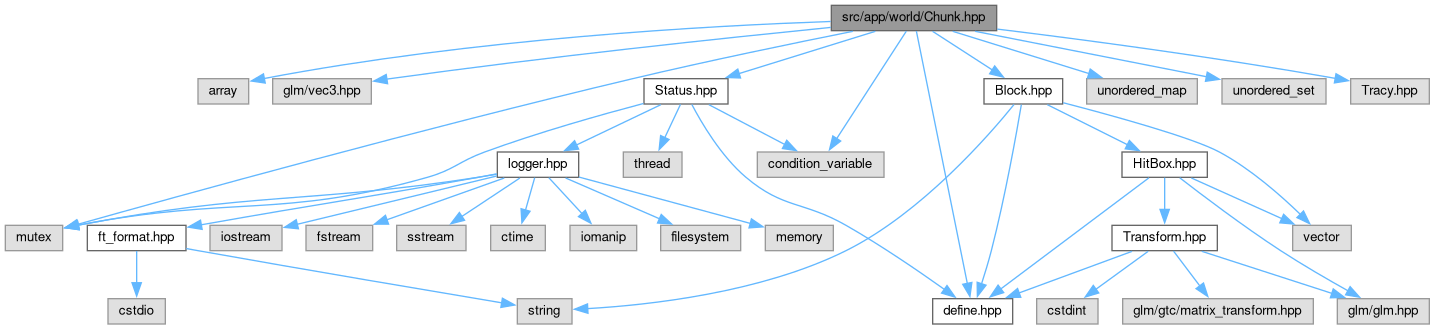 src/app/world/Chunk.hpp
array
glm/vec3.hpp
Status.hpp
Block.hpp
unordered_map
unordered_set
Tracy.hpp
logger.hpp
thread
condition_variable
HitBox.hpp
mutex
ft_format.hpp
iostream
fstream
sstream
ctime
iomanip
filesystem
memory
Transform.hpp
vector
cstdio
string
define.hpp
cstdint
glm/gtc/matrix_transform.hpp
glm/glm.hpp